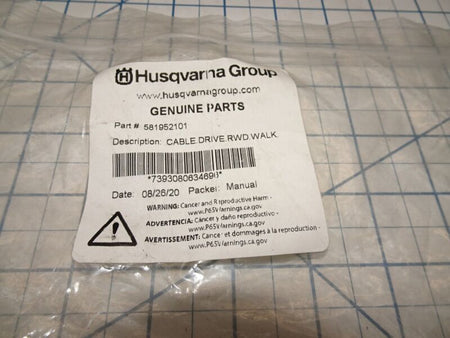 Husqvarna Group
www.husqvarnagroup.com
GENUINE PARTS
Part # 581952101
Description: CABLE.DRIVE.RWD.WALK.
*7393080634698*
Date: 08/26/20 Packer: Manual
WARNING: Cancer and Reproductive Harm -
www.P65Warnings.ca.gov
ADVERTENCIA: Cáncer y daño reproductivo -
www.P65Warnings.ca.gov
AVERTISSEMENT: Cancer et dommages à la reproduction -
www.P65Warnings.ca.gov